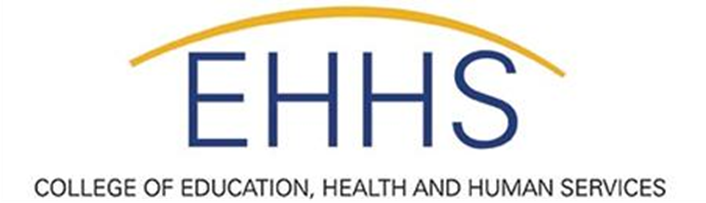 EHHS
COLLEGE OF EDUCATION, HEALTH AND HUMAN SERVICES